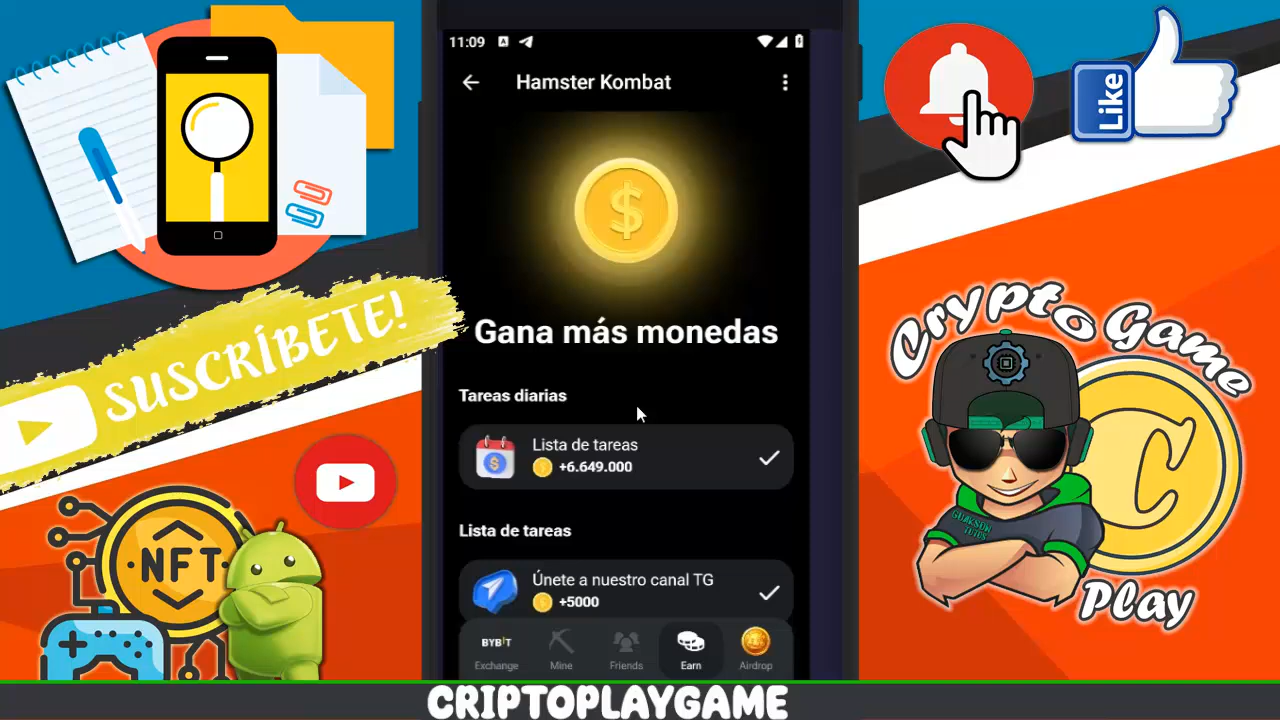 11:09
Hamster Kombat
Like
SUSCRÍBETE!
Gana más monedas
Tareas diarias
Lista de tareas
+6.649.000
Lista de tareas
Únete a nuestro canal TG
+5000
BYBIT
Exchange
Mine
Friends
Earn
Airdrop
NFT
Crypto Game
Play
CRIPTOPLAYGAME